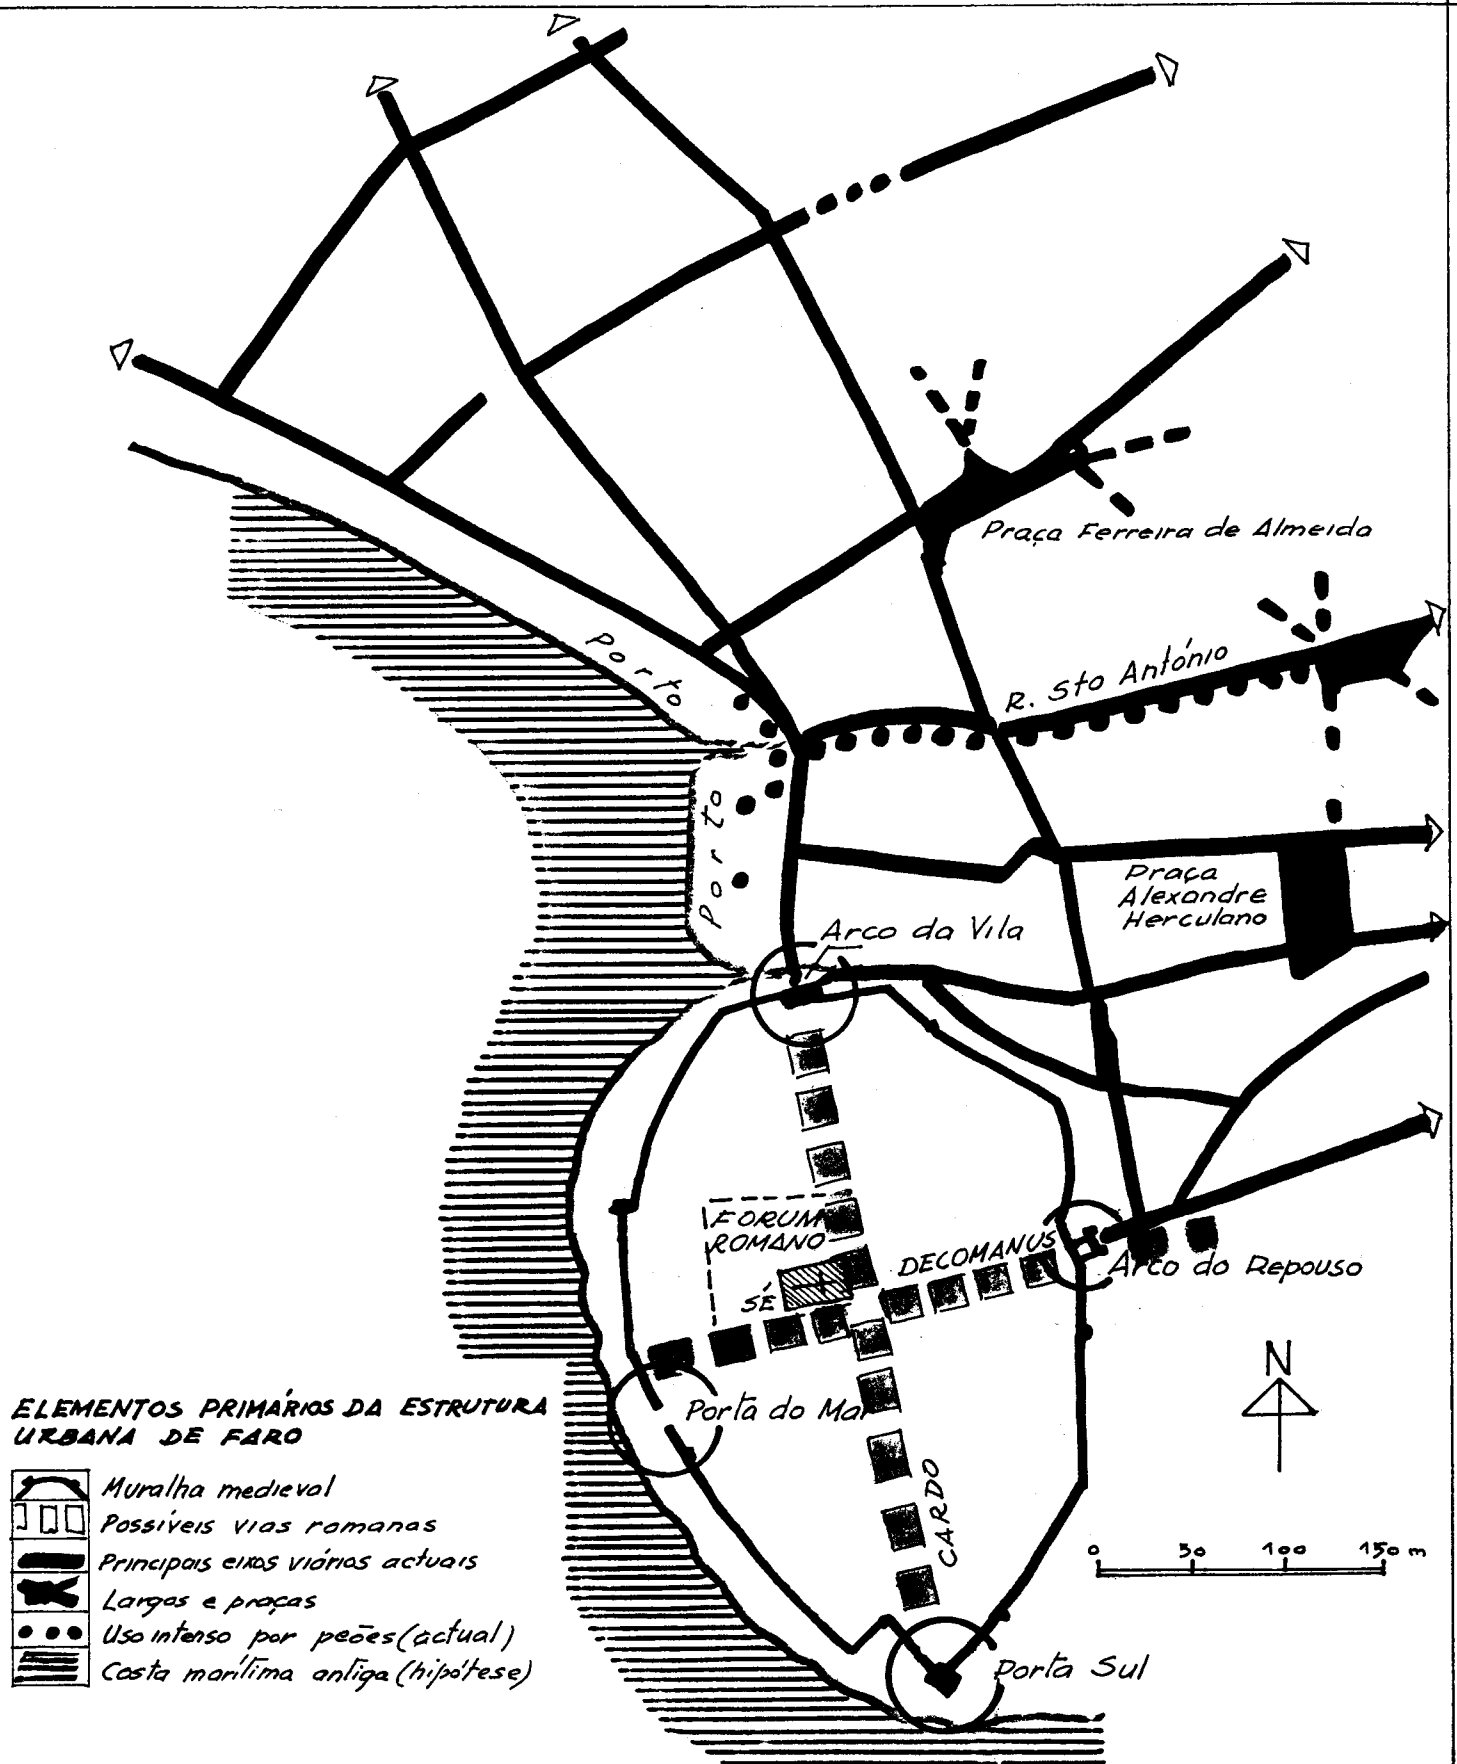 Praça Ferreira de Almeida
Porto
R. Sto António
Porto
Praça
Alexandre
Herculano
Arco da Vila
FORUM
ROMANO
DECOMANUS
SÉ
Arco do Repouso
N
Porta do Mar
CARDO
0 50 100 150 m
Porta Sul
ELEMENTOS PRIMÁRIOS DA ESTRUTURA
URBANA DE FARO
Muralha medieval
Possíveis vias romanas
Principais eixos viários actuais
Largos e praças
Uso intenso por peões (actual)
Costa marítima antiga (hipótese)